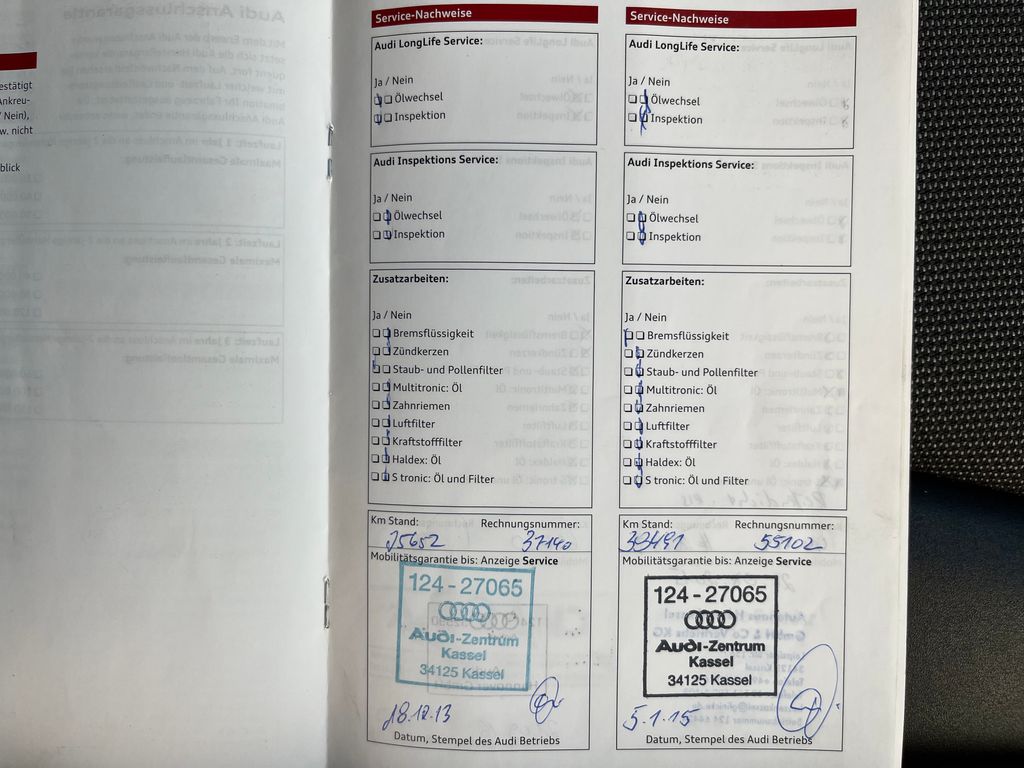 estätigt
Ankreu-
/ Nein),
w. nicht
blick
Service-Nachweise
Audi LongLife Service:
Ja / Nein
Ölwechsel
Inspektion
Audi Inspektions Service:
Ja / Nein
Ölwechsel
Inspektion
Zusatzarbeiten:
Ja / Nein
Bremsflüssigkeit
Zündkerzen
Staub- und Pollenfilter
Multitronic: Öl
Zahnriemen
Luftfilter
Kraftstofffilter
Haldex: Öl
S tronic: Öl und Filter
Km Stand: Rechnungsnummer:
37140
Mobilitätsgarantie bis: Anzeige Service
124-27065
Audi-Zentrum
Kassel
34125 Kassel
18.12.13
Datum, Stempel des Audi Betriebs
Service-Nachweise
Audi LongLife Service:
Ja / Nein
Ölwechsel
Inspektion
Audi Inspektions Service:
Ja / Nein
Ölwechsel
Inspektion
Zusatzarbeiten:
Ja / Nein
Bremsflüssigkeit
Zündkerzen
Staub- und Pollenfilter
Multitronic: Öl
Zahnriemen
Luftfilter
Kraftstofffilter
Haldex: Öl
S tronic: Öl und Filter
Km Stand: Rechnungsnummer:
55102
Mobilitätsgarantie bis: Anzeige Service
124-27065
Audi-Zentrum
Kassel
34125 Kassel
5.1.15
Datum, Stempel des Audi Betriebs